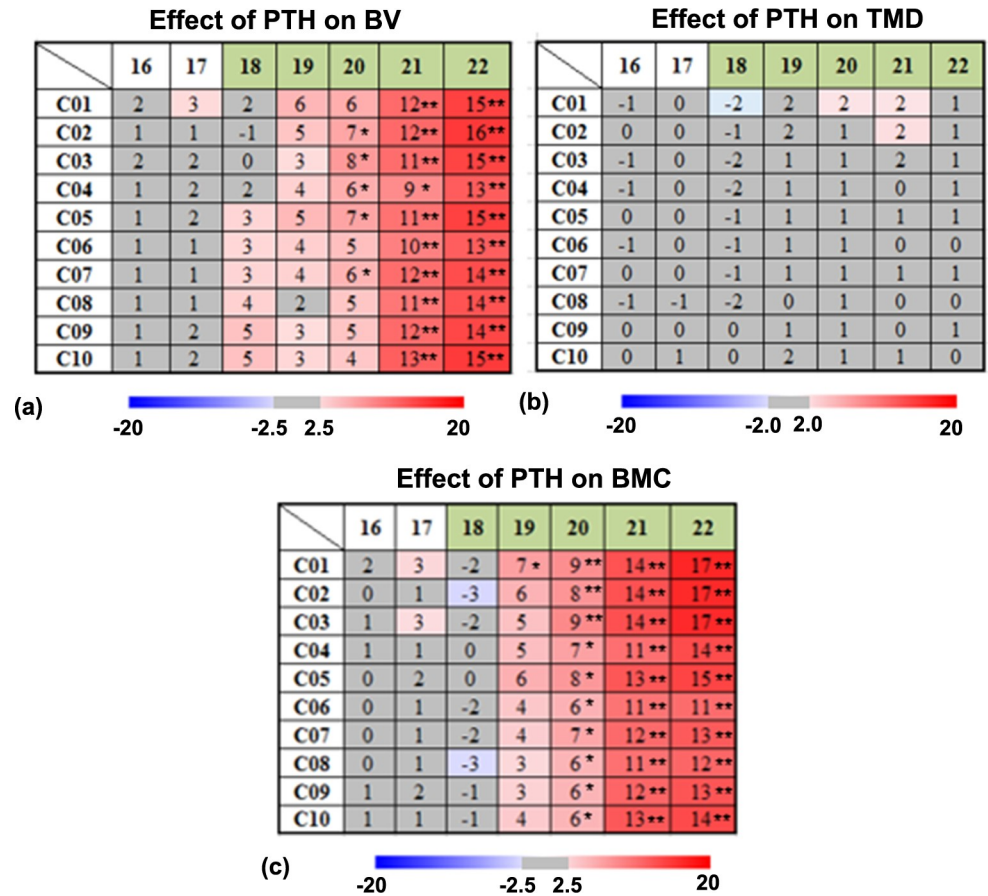 Effect of PTH on BV
16 17 18 19 20 21 22
C01 2 3 2 6 6 12** 15**
C02 1 1 -1 5 7* 12** 16**
C03 2 2 0 3 8* 11** 15**
C04 1 2 2 4 6* 9 * 13**
C05 1 2 3 5 7* 11** 15**
C06 1 1 3 4 5 10** 13**
C07 1 1 3 4 6* 12** 14**
C08 1 1 4 2 5 11** 14**
C09 1 2 5 3 5 12** 14**
C10 1 2 5 3 4 13** 15**
(a)
-20 -2.5 2.5 20
Effect of PTH on TMD
16 17 18 19 20 21 22
C01 -1 0 -2 2 2 2 1
C02 0 0 -1 2 1 2 1
C03 -1 0 -2 1 1 2 1
C04 -1 0 -2 1 1 0 1
C05 0 0 -1 1 1 1 1
C06 -1 0 -1 1 1 0 0
C07 0 0 -1 1 1 1 1
C08 -1 -1 -2 0 1 0 0
C09 0 0 0 1 1 0 1
C10 0 1 0 2 1 1 0
(b)
-20 -2.0 2.0 20
Effect of PTH on BMC
16 17 18 19 20 21 22
C01 2 3 -2 7* 9** 14** 17**
C02 0 1 -3 6 8** 14** 17**
C03 1 3 -2 5 9** 14** 17**
C04 1 1 0 5 7* 11** 14**
C05 0 2 0 6 8* 13** 15**
C06 0 1 -2 4 6* 11** 11**
C07 0 1 -2 4 7* 12** 13**
C08 0 1 -3 3 6* 11** 12**
C09 1 2 -1 3 6* 12** 13**
C10 1 1 -1 4 6* 13** 14**
(c)
-20 -2.5 2.5 20